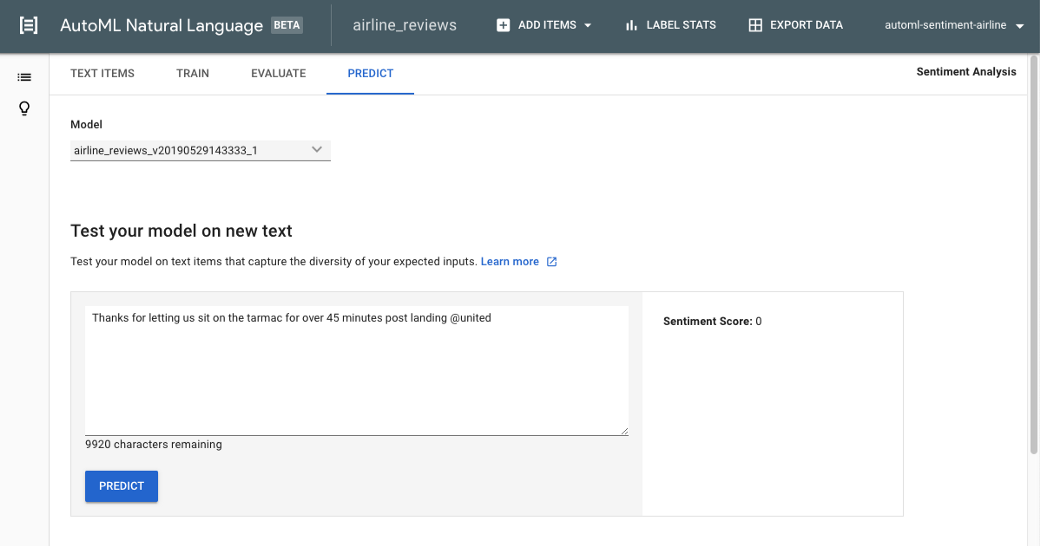 AutoML Natural Language BETA airline_reviews ADD ITEMS LABEL STATS EXPORT DATA automl-sentiment-airline
TEXT ITEMS TRAIN EVALUATE PREDICT Sentiment Analysis
Model
airline_reviews_v20190529143333_1
Test your model on new text
Test your model on text items that capture the diversity of your expected inputs. Learn more
Thanks for letting us sit on the tarmac for over 45 minutes post landing @united
Sentiment Score: 0
9920 characters remaining
PREDICT